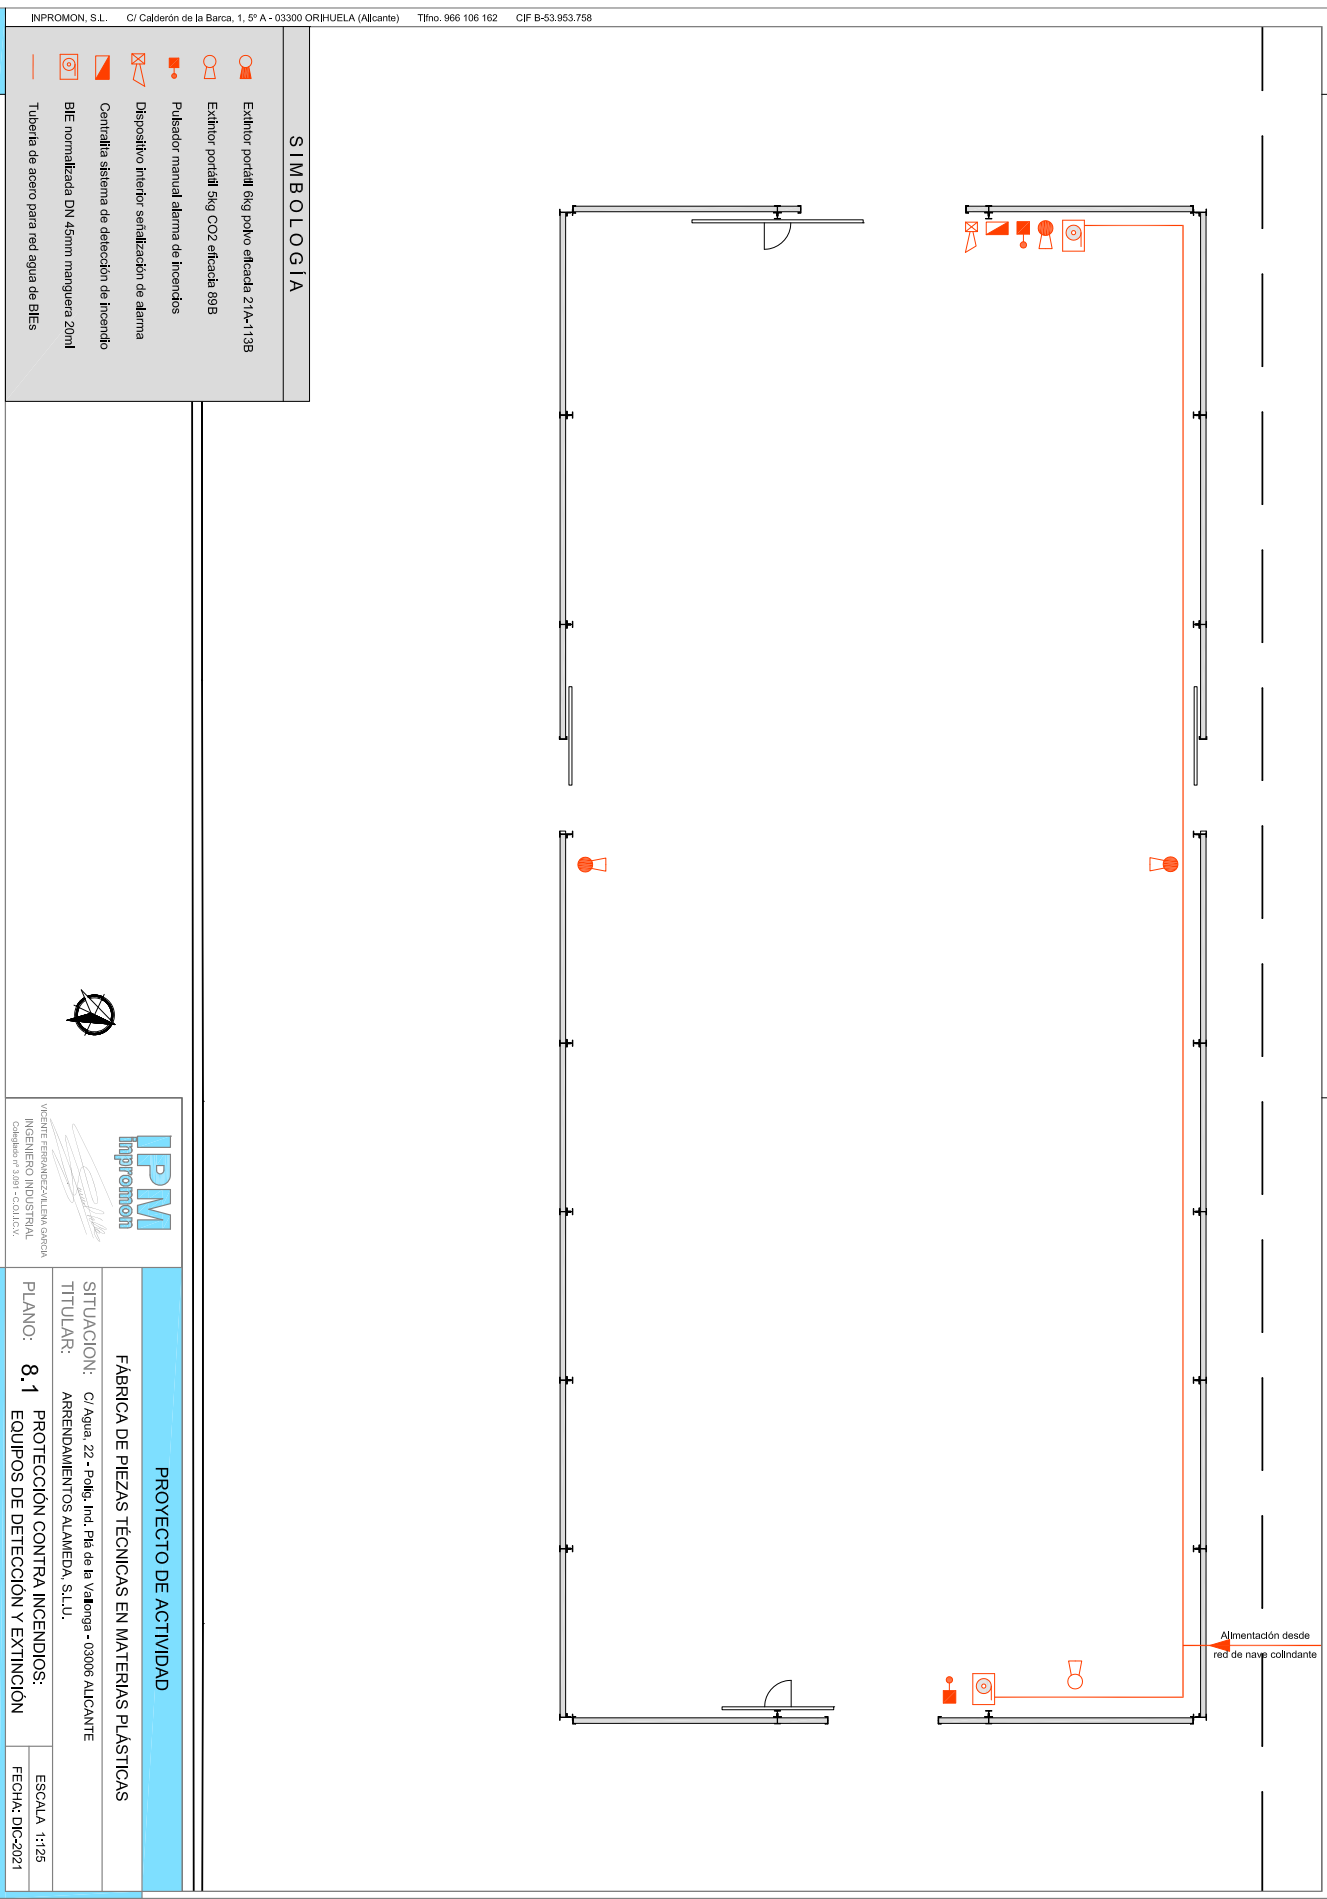 INPROMON, S.L. C/ Calderón de la Barca, 1, 5º A - 03300 ORIHUELA (Alicante) Tlfno. 966 106 162 CIF B-53.953.758
SIMBOLOGÍA
Extintor portátil 6kg polvo eficacia 21A-113B
Extintor portátil 5kg CO2 eficacia 89B
Pulsador manual alarma de incencios
Dispositivo interior señalización de alarma
Centralita sistema de detección de incendio
BIE normalizada DN 45mm manguera 20ml
Tubería de acero para red agua de BIEs
Alimentación desde
red de nave colindante
IPM
inpromon
VICENTE FERRANDEZ-VILLENA GARCIA
INGENIERO INDUSTRIAL
Colegiado nº 3.091 - C.O.I.I.C.V.
PROYECTO DE ACTIVIDAD
FÁBRICA DE PIEZAS TÉCNICAS EN MATERIAS PLÁSTICAS
SITUACION: C/ Agua, 22 - Polig. Ind. Plá de la Vallonga - 03006 ALICANTE
TITULAR: ARRENDAMIENTOS ALAMEDA, S.L.U.
PLANO: 8.1 PROTECCIÓN CONTRA INCENDIOS:
EQUIPOS DE DETECCIÓN Y EXTINCIÓN
ESCALA 1:125
FECHA: DIC-2021